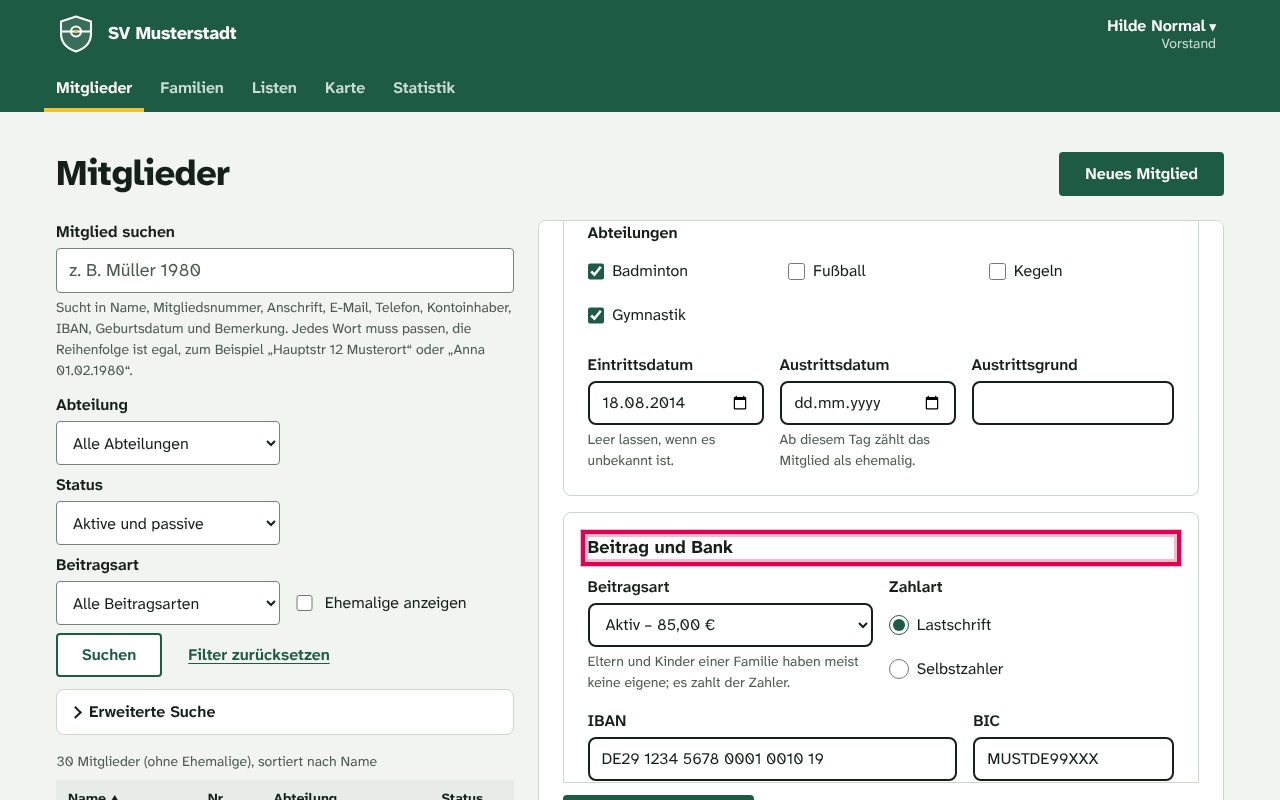 SV Musterstadt
Hilde Normal ▾
Vorstand
Mitglieder Familien Listen Karte Statistik
Mitglieder
Neues Mitglied
Mitglied suchen
z. B. Müller 1980
Sucht in Name, Mitgliedsnummer, Anschrift, E-Mail, Telefon, Kontoinhaber,
IBAN, Geburtsdatum und Bemerkung. Jedes Wort muss passen, die
Reihenfolge ist egal, zum Beispiel „Hauptstr 12 Musterort“ oder „Anna
01.02.1980“.
Abteilung
Alle Abteilungen
Status
Aktive und passive
Beitragsart
Alle Beitragsarten
Ehemalige anzeigen
Suchen
Filter zurücksetzen
Erweiterte Suche
30 Mitglieder (ohne Ehemalige), sortiert nach Name
Name ▲ Nr. Abteilung Status
Abteilungen
Badminton Fußball Kegeln
Gymnastik
Eintrittsdatum Austrittsdatum Austrittsgrund
18.08.2014 dd.mm.yyyy
Leer lassen, wenn es
unbekannt ist.
Ab diesem Tag zählt das
Mitglied als ehemalig.
Beitrag und Bank
Beitragsart
Aktiv – 85,00 €
Eltern und Kinder einer Familie haben meist
keine eigene; es zahlt der Zahler.
Zahlart
Lastschrift
Selbstzahler
IBAN BIC
DE29 1234 5678 0001 0010 19 MUSTDE99XXX